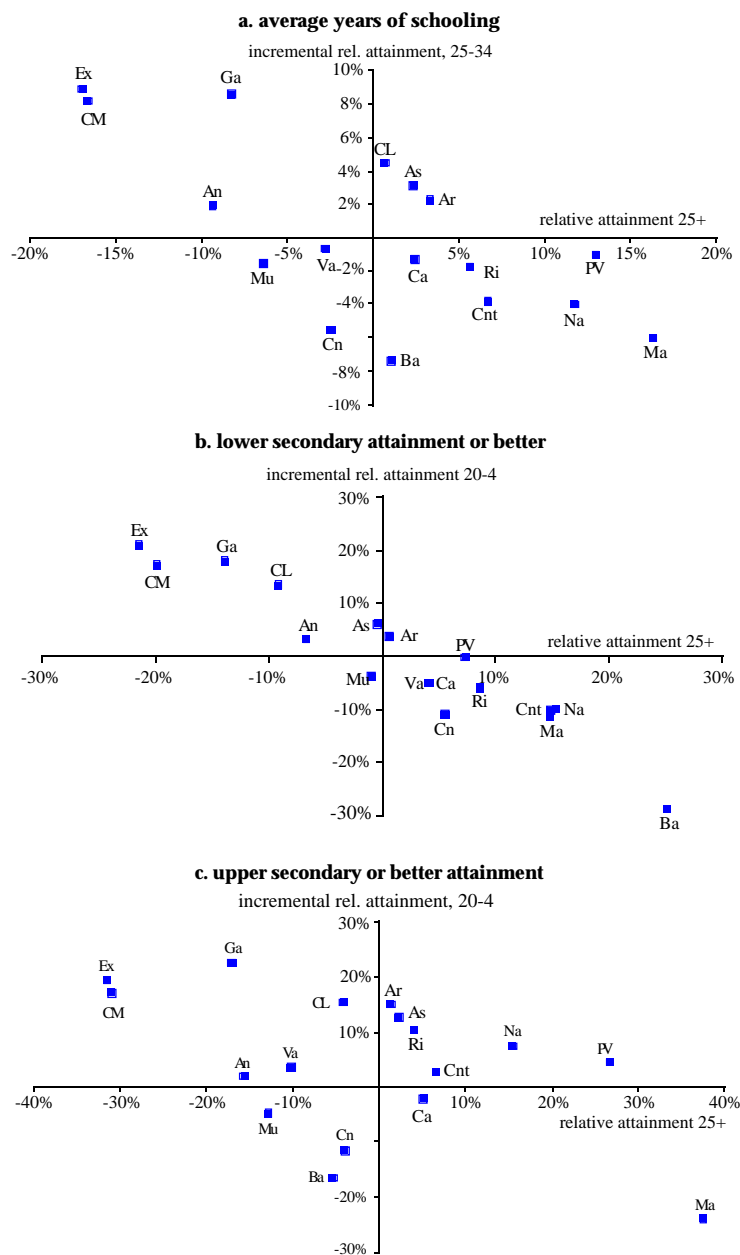 a. average years of schooling
incremental rel. attainment, 25-34
10%
Ex
Ga
8%
CM
6%
CL
4%
As
An
Ar
2%
relative attainment 25+
-20%
-15%
-10%
-5%
5%
10%
15%
20%
Va
-2%
Mu
Ca
Ri
PV
-4%
Cnt
Na
Cn
Ma
Ba
-8%
-10%
b. lower secondary attainment or better
incremental rel. attainment 20-4
30%
Ex
20%
Ga
CM
CL
10%
An
As
Ar
PV
relative attainment 25+
-30%
-20%
-10%
10%
20%
30%
Mu
Va
Ca
Ri
-10%
Cnt
Na
Cn
Ma
-20%
-30%
Ba
c. upper secondary or better attainment
incremental rel. attainment, 20-4
30%
Ga
Ex
20%
CM
CL
Ar
As
10%
Ri
Na
PV
An
Va
Cnt
-40%
-30%
-20%
-10%
10%
20%
30%
40%
Mu
Ca
relative attainment 25+
Cn
Ba
-20%
Ma
-30%